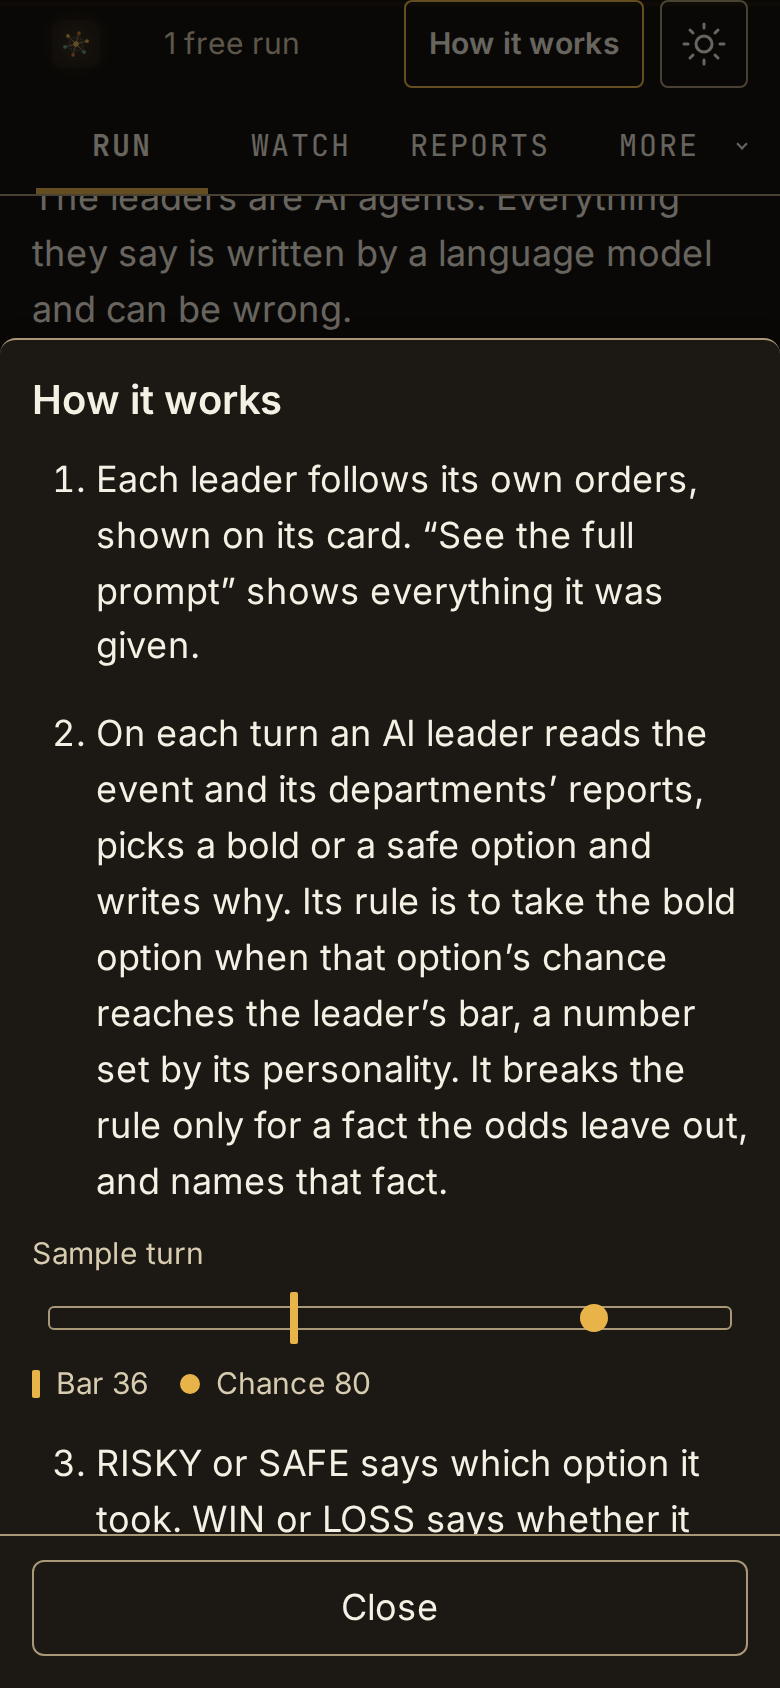 1 free run
How it works
RUN
WATCH
REPORTS
MORE
The leaders are AI agents. Everything
they say is written by a language model
and can be wrong.
How it works
1. Each leader follows its own orders,
shown on its card. “See the full
prompt” shows everything it was
given.
2. On each turn an AI leader reads the
event and its departments’ reports,
picks a bold or a safe option and
writes why. Its rule is to take the bold
option when that option’s chance
reaches the leader’s bar, a number
set by its personality. It breaks the
rule only for a fact the odds leave out,
and names that fact.
Sample turn
Bar 36
Chance 80
3. RISKY or SAFE says which option it
took. WIN or LOSS says whether it
Close